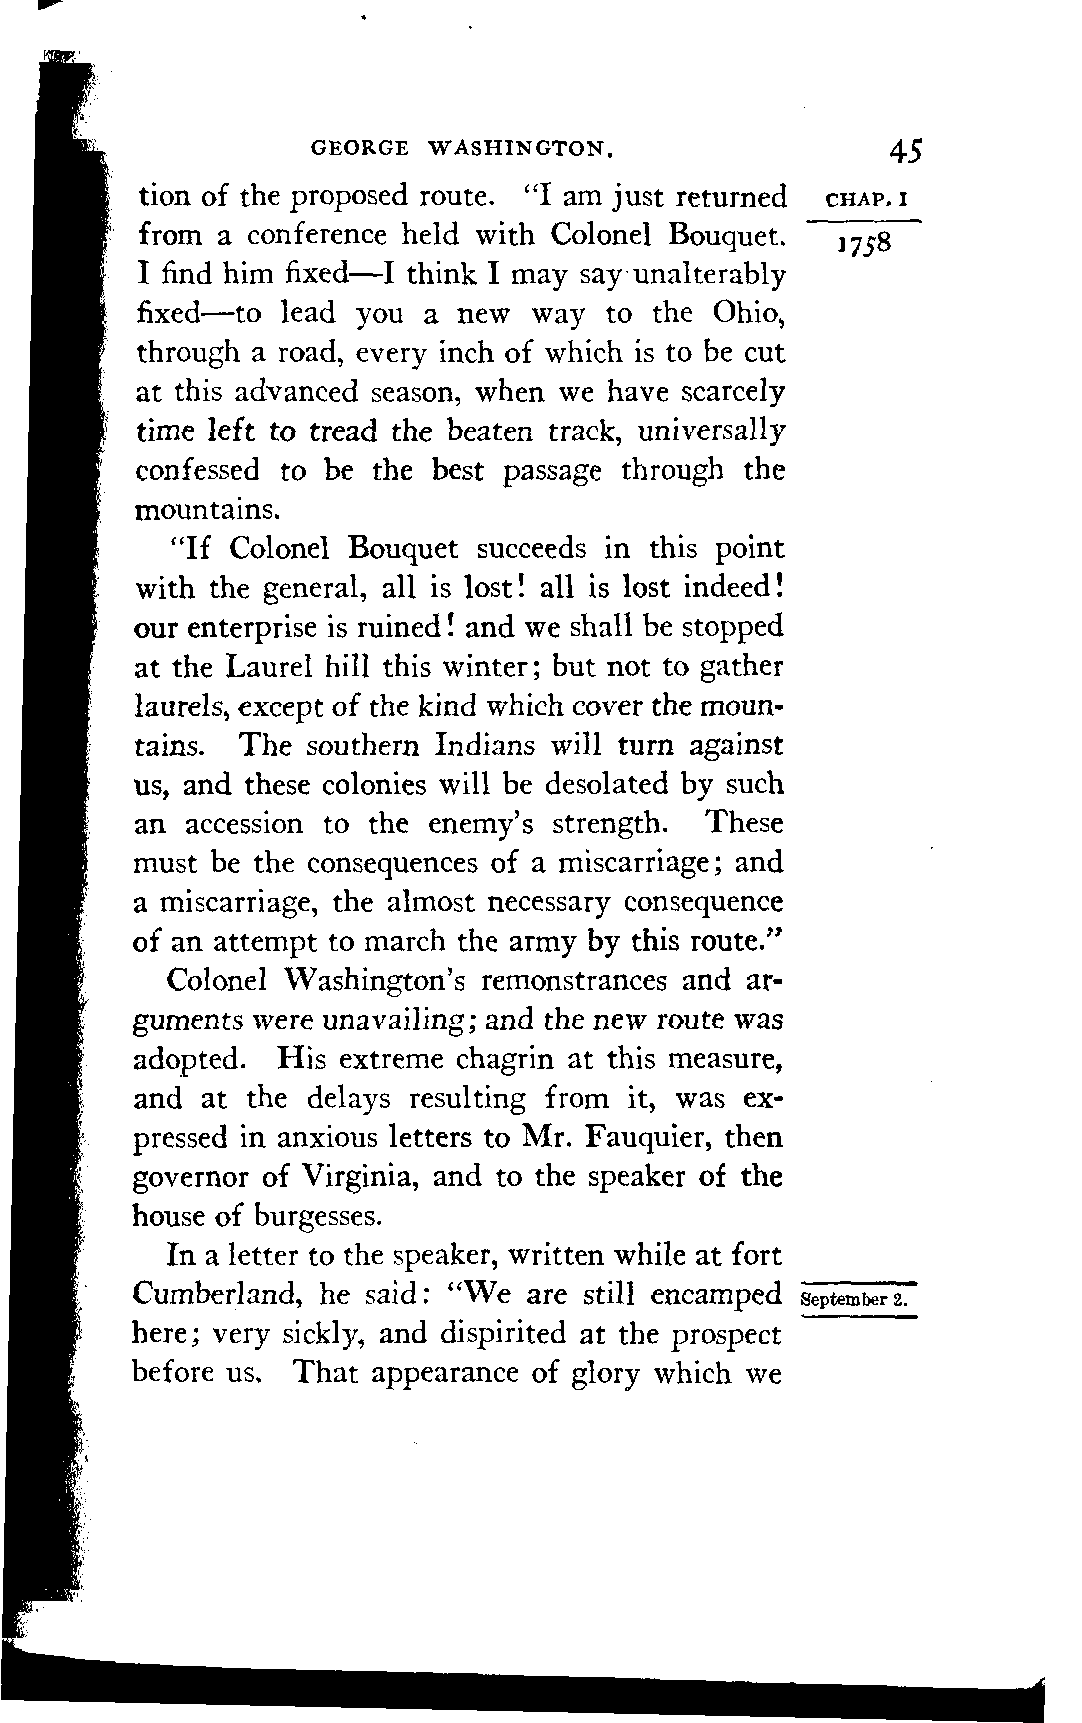 GEORGE WASHINGTON. 45
tion of the proposed route. “I am just returned
CHAP. I
from a conference held with Colonel Bouquet.
1758
I find him fixed—I think I may say unalterably
fixed—to lead you a new way to the Ohio,
through a road, every inch of which is to be cut
at this advanced season, when we have scarcely
time left to tread the beaten track, universally
confessed to be the best passage through the
mountains.
“If Colonel Bouquet succeeds in this point
with the general, all is lost! all is lost indeed!
our enterprise is ruined! and we shall be stopped
at the Laurel hill this winter; but not to gather
laurels, except of the kind which cover the moun-
tains. The southern Indians will turn against
us, and these colonies will be desolated by such
an accession to the enemy's strength. These
must be the consequences of a miscarriage; and
a miscarriage, the almost necessary consequence
of an attempt to march the army by this route.”
Colonel Washington's remonstrances and ar-
guments were unavailing; and the new route was
adopted. His extreme chagrin at this measure,
and at the delays resulting from it, was ex-
pressed in anxious letters to Mr. Fauquier, then
governor of Virginia, and to the speaker of the
house of burgesses.
In a letter to the speaker, written while at fort
Cumberland, he said: “We are still encamped
September 2.
here; very sickly, and dispirited at the prospect
before us. That appearance of glory which we